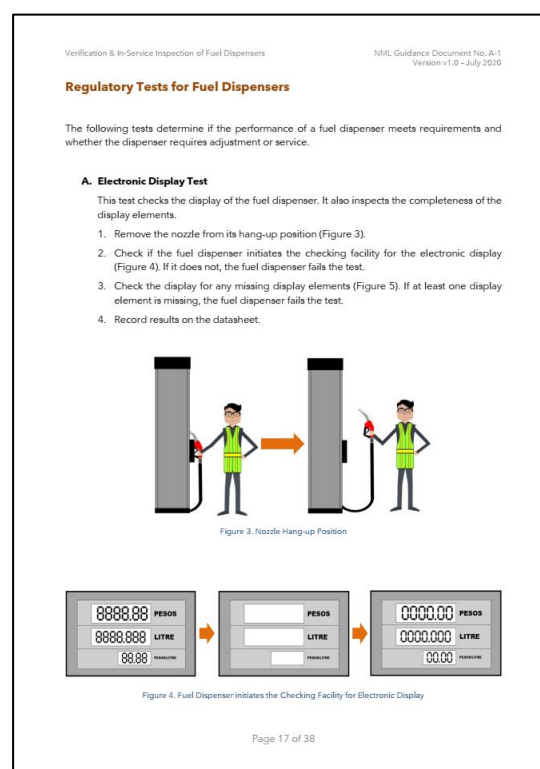 Verification & In-Service Inspection of Fuel Dispensers
NML Guidance Document No. A-1
Version v1.0 – July 2020
Regulatory Tests for Fuel Dispensers
The following tests determine if the performance of a fuel dispenser meets requirements and
whether the dispenser requires adjustment or service.
A. Electronic Display Test
This test checks the display of the fuel dispenser. It also inspects the completeness of the
display elements.
1. Remove the nozzle from its hang-up position (Figure 3).
2. Check if the fuel dispenser initiates the checking facility for the electronic display
(Figure 4). If it does not, the fuel dispenser fails the test.
3. Check the display for any missing display elements (Figure 5). If at least one display
element is missing, the fuel dispenser fails the test.
4. Record results on the datasheet.
Figure 3. Nozzle Hang-up Position
8888.88 PESOS
8888.888 LITRE
88.88 PESOS/LITRE
PESOS
LITRE
PESOS/LITRE
0000.00 PESOS
0000.000 LITRE
00.00 PESOS/LITRE
Figure 4. Fuel Dispenser initiates the Checking Facility for Electronic Display
Page 17 of 38